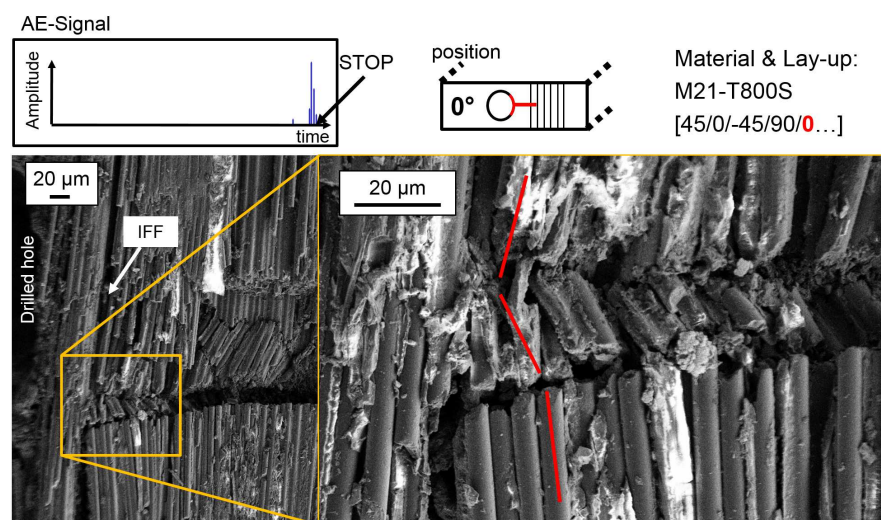 AE-Signal
Amplitude
time
STOP
position
0°
Material & Lay-up:
M21-T800S
[45/0/-45/90/0…]
20 µm
IFF
Drilled hole
20 µm